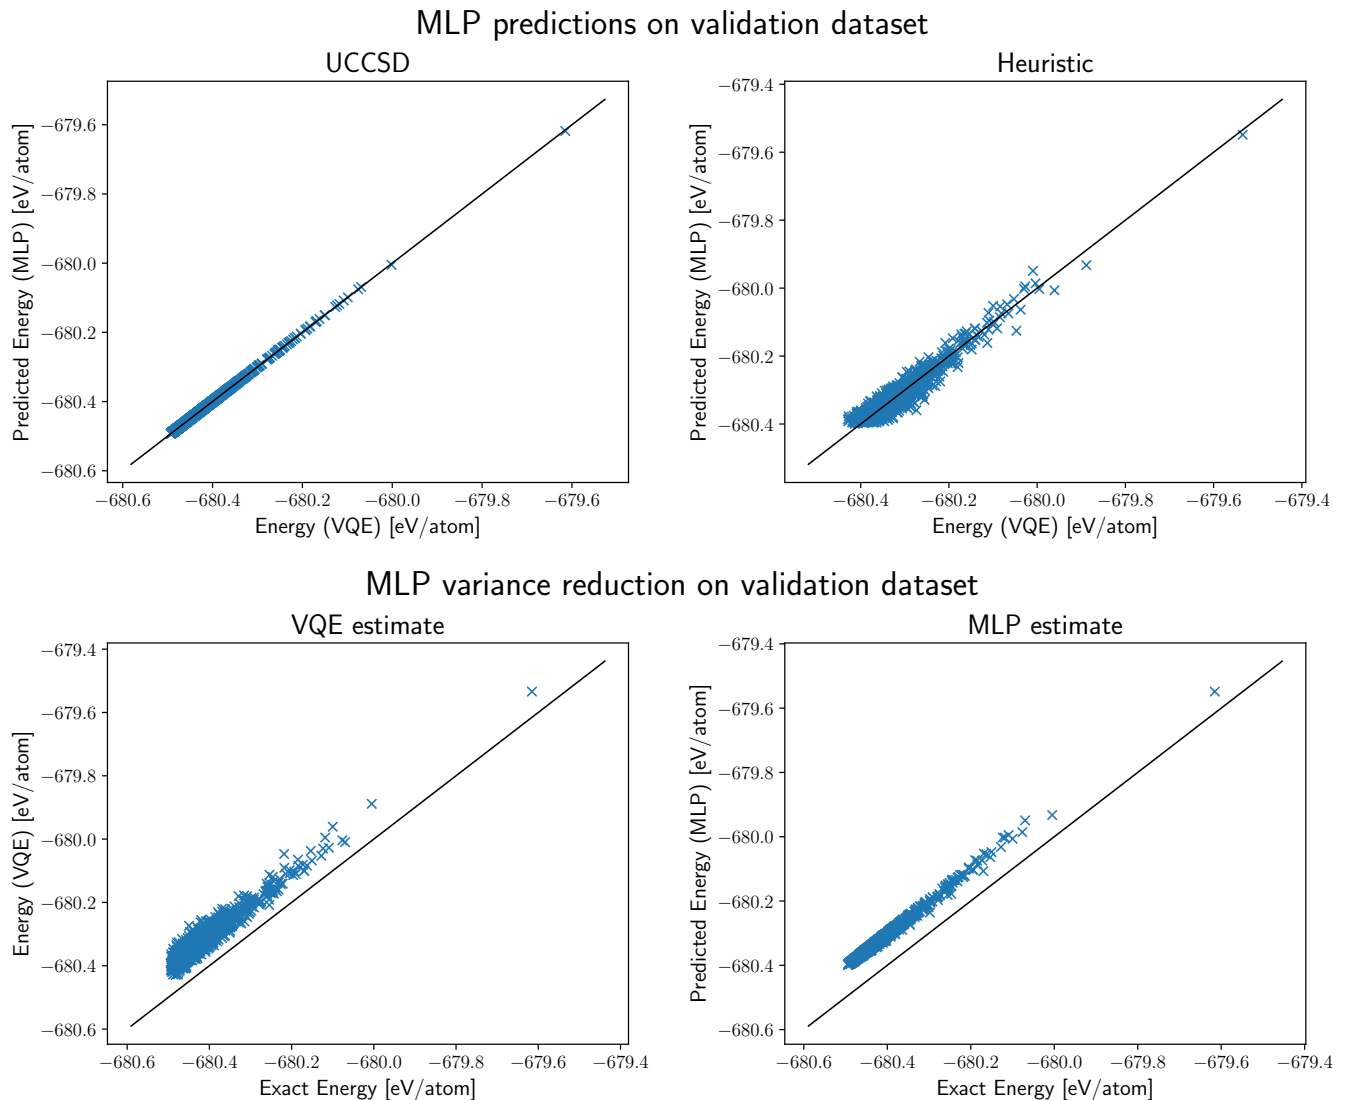 MLP predictions on validation dataset
UCCSD
Predicted Energy (MLP) [eV/atom]
−679.6
−679.8
−680.0
−680.2
−680.4
−680.6
−680.6 −680.4 −680.2 −680.0 −679.8 −679.6
Energy (VQE) [eV/atom]
Heuristic
Predicted Energy (MLP) [eV/atom]
−679.4
−679.6
−679.8
−680.0
−680.2
−680.4
−680.4 −680.2 −680.0 −679.8 −679.6 −679.4
Energy (VQE) [eV/atom]
MLP variance reduction on validation dataset
VQE estimate
Energy (VQE) [eV/atom]
−679.4
−679.6
−679.8
−680.0
−680.2
−680.4
−680.6
−680.6 −680.4 −680.2 −680.0 −679.8 −679.6 −679.4
Exact Energy [eV/atom]
MLP estimate
Predicted Energy (MLP) [eV/atom]
−679.4
−679.6
−679.8
−680.0
−680.2
−680.4
−680.6
−680.6 −680.4 −680.2 −680.0 −679.8 −679.6 −679.4
Exact Energy [eV/atom]